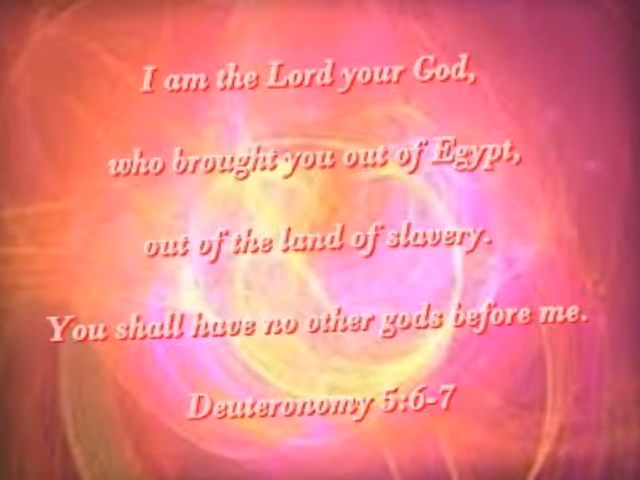 I am the Lord your God,
who brought you out of Egypt,
out of the land of slavery.
You shall have no other gods before me.
Deuteronomy 5:6-7